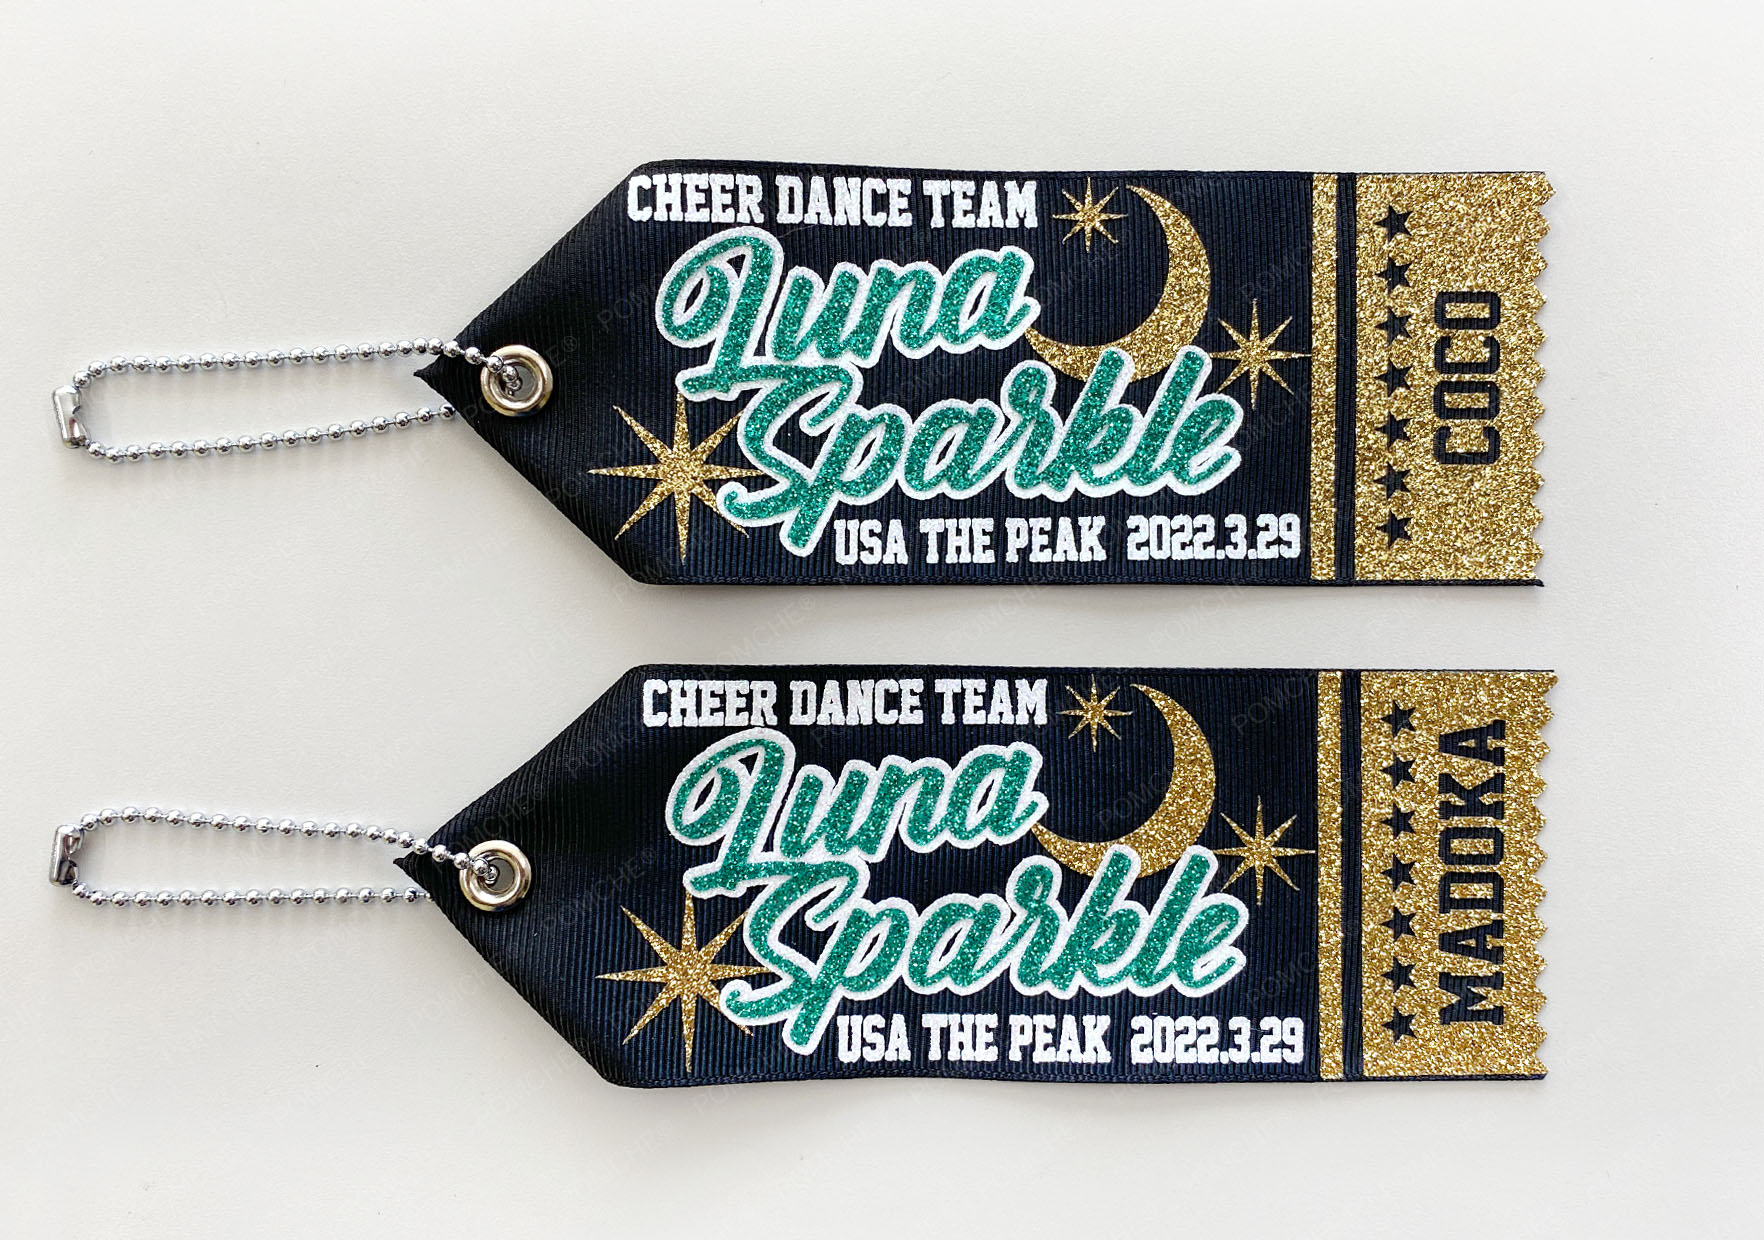 CHEER DANCE TEAM
Luna
Sparkle
USA THE PEAK 2022.3.29
COCO
CHEER DANCE TEAM
Luna
Sparkle
USA THE PEAK 2022.3.29
MADOKA
POMCHE®